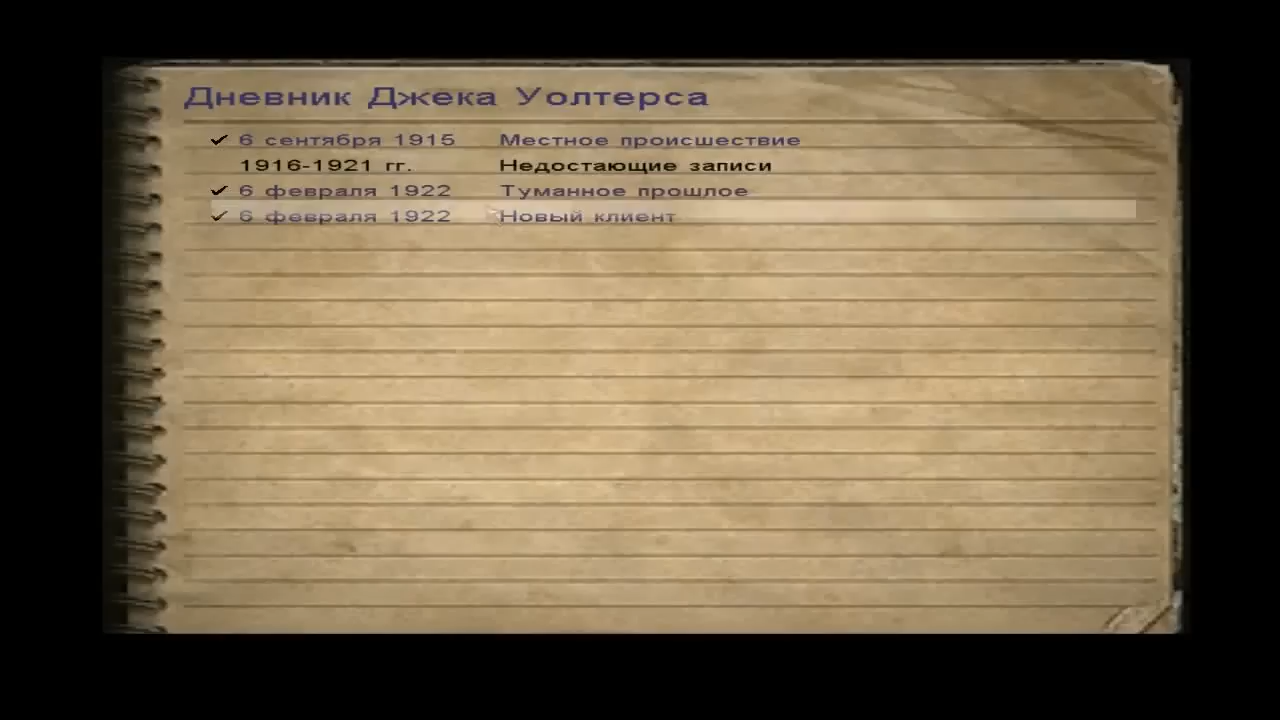 Дневник Джека Уолтерса
✓ 6 сентября 1915 Местное происшествие
1916-1921 гг. Недостающие записи
✓ 6 февраля 1922 Туманное прошлое
✓ 6 февраля 1922 Новый клиент